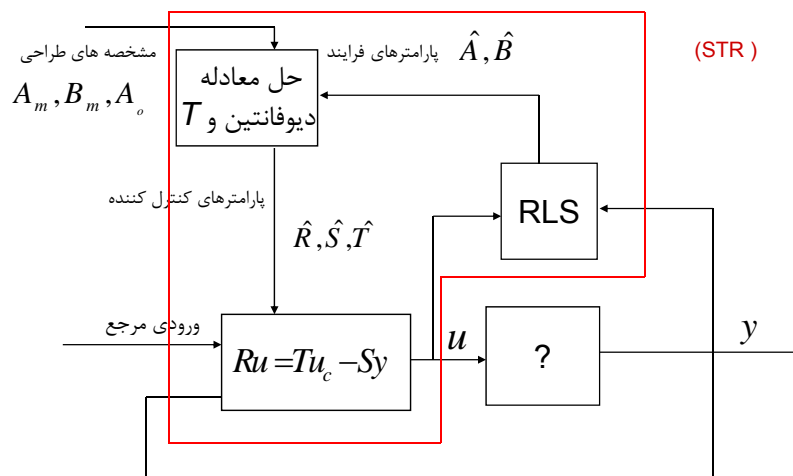 (STR )
مشخصه های طراحی
پارامترهای فرایند
Â , B̂
حل معادله
دیوفانتین و T
A_m , B_m , A_o
پارامترهای کنترل کننده
RLS
R̂ , Ŝ , T̂
ورودی مرجع
Ru = Tu_c − Sy
u
?
y